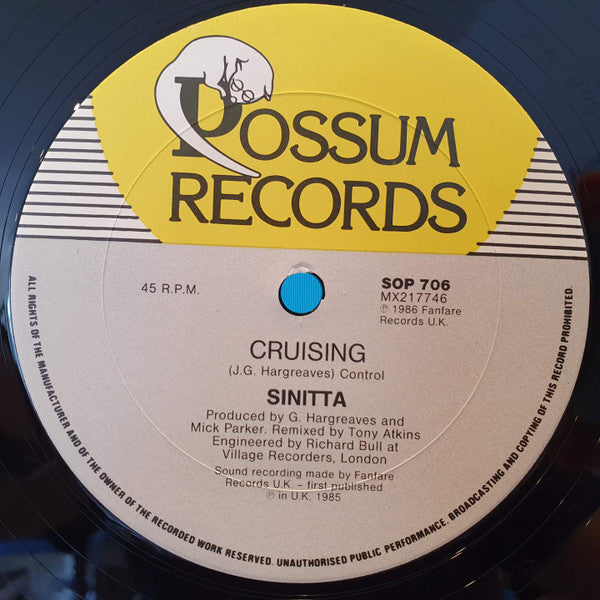 POSSUM
RECORDS
45 R.P.M.
SOP 706
MX217746
℗ 1986 Fanfare
Records U.K.
CRUISING
(J.G. Hargreaves) Control
SINITTA
Produced by G. Hargreaves and
Mick Parker. Remixed by Tony Atkins
Engineered by Richard Bull at
Village Recorders, London
Sound recording made by Fanfare
Records U.K. – first published
℗ in U.K. 1985
ALL RIGHTS OF THE MANUFACTURER AND OF THE OWNER OF THE RECORDED WORK RESERVED. UNAUTHORISED PUBLIC PERFORMANCE, BROADCASTING AND COPYING OF THIS RECORD PROHIBITED.